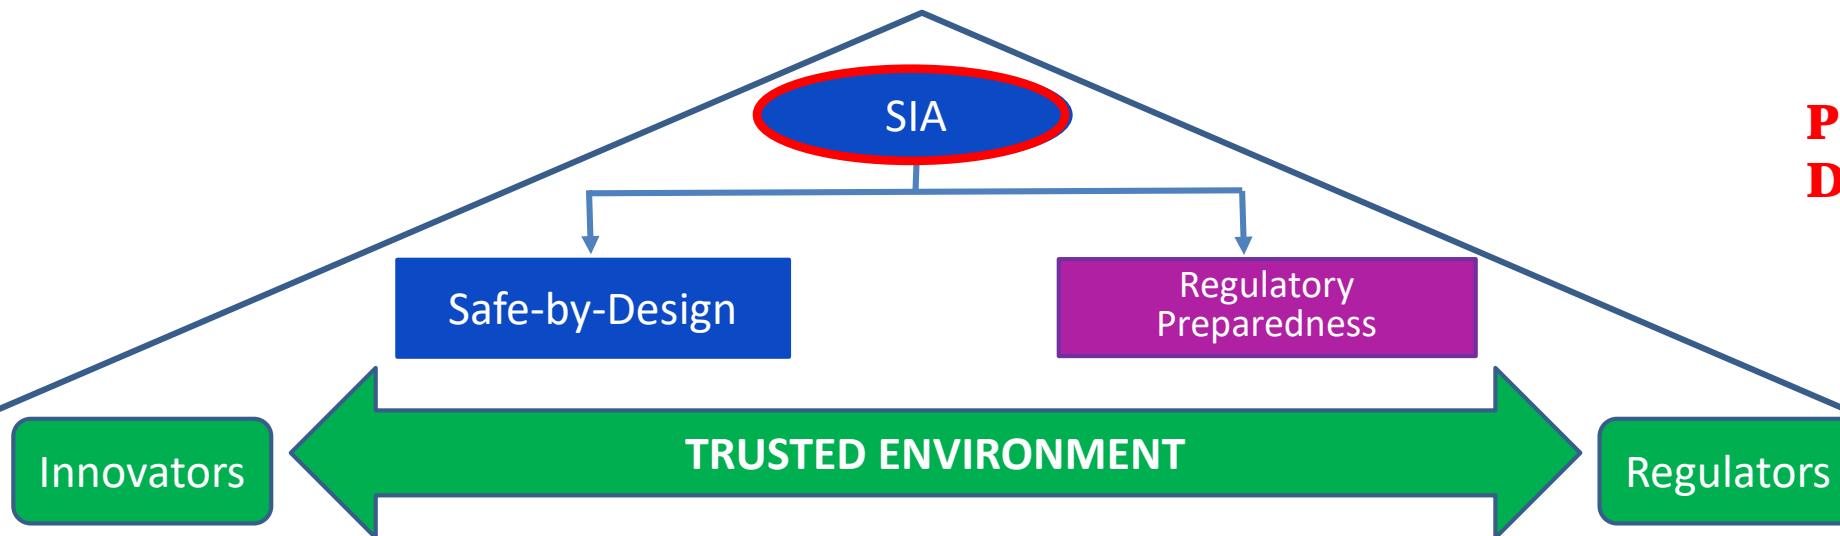 SIA
P
D
Safe-by-Design
Regulatory
Preparedness
TRUSTED ENVIRONMENT
Innovators
Regulators